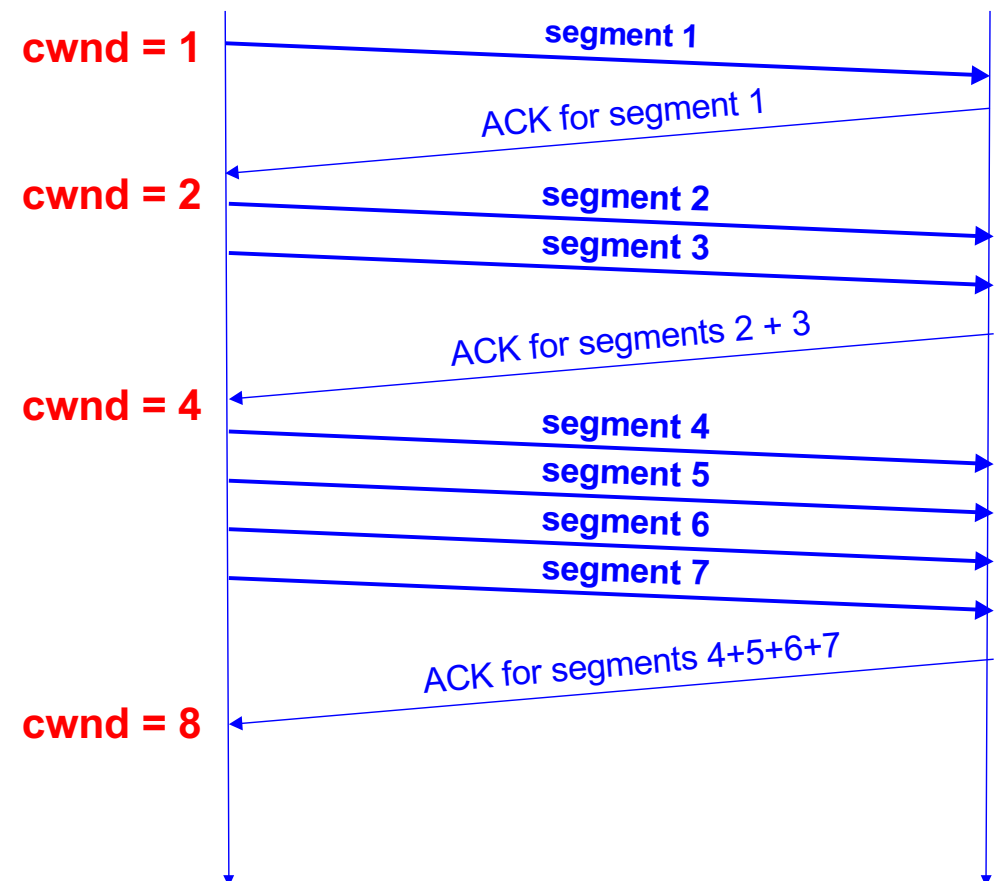 cwnd = 1
segment 1
ACK for segment 1
cwnd = 2
segment 2
segment 3
ACK for segments 2 + 3
cwnd = 4
segment 4
segment 5
segment 6
segment 7
ACK for segments 4+5+6+7
cwnd = 8